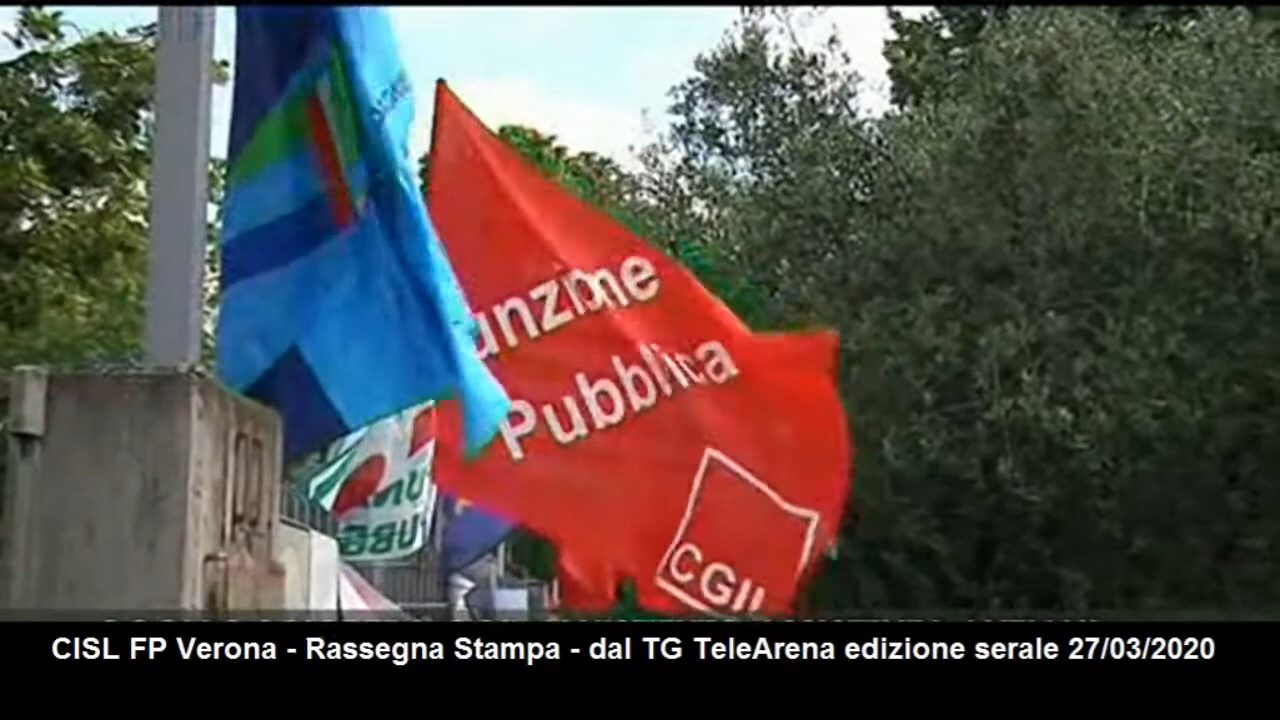 unzione
Pubblica
CGIL
CISL FP Verona - Rassegna Stampa - dal TG TeleArena edizione serale 27/03/2020